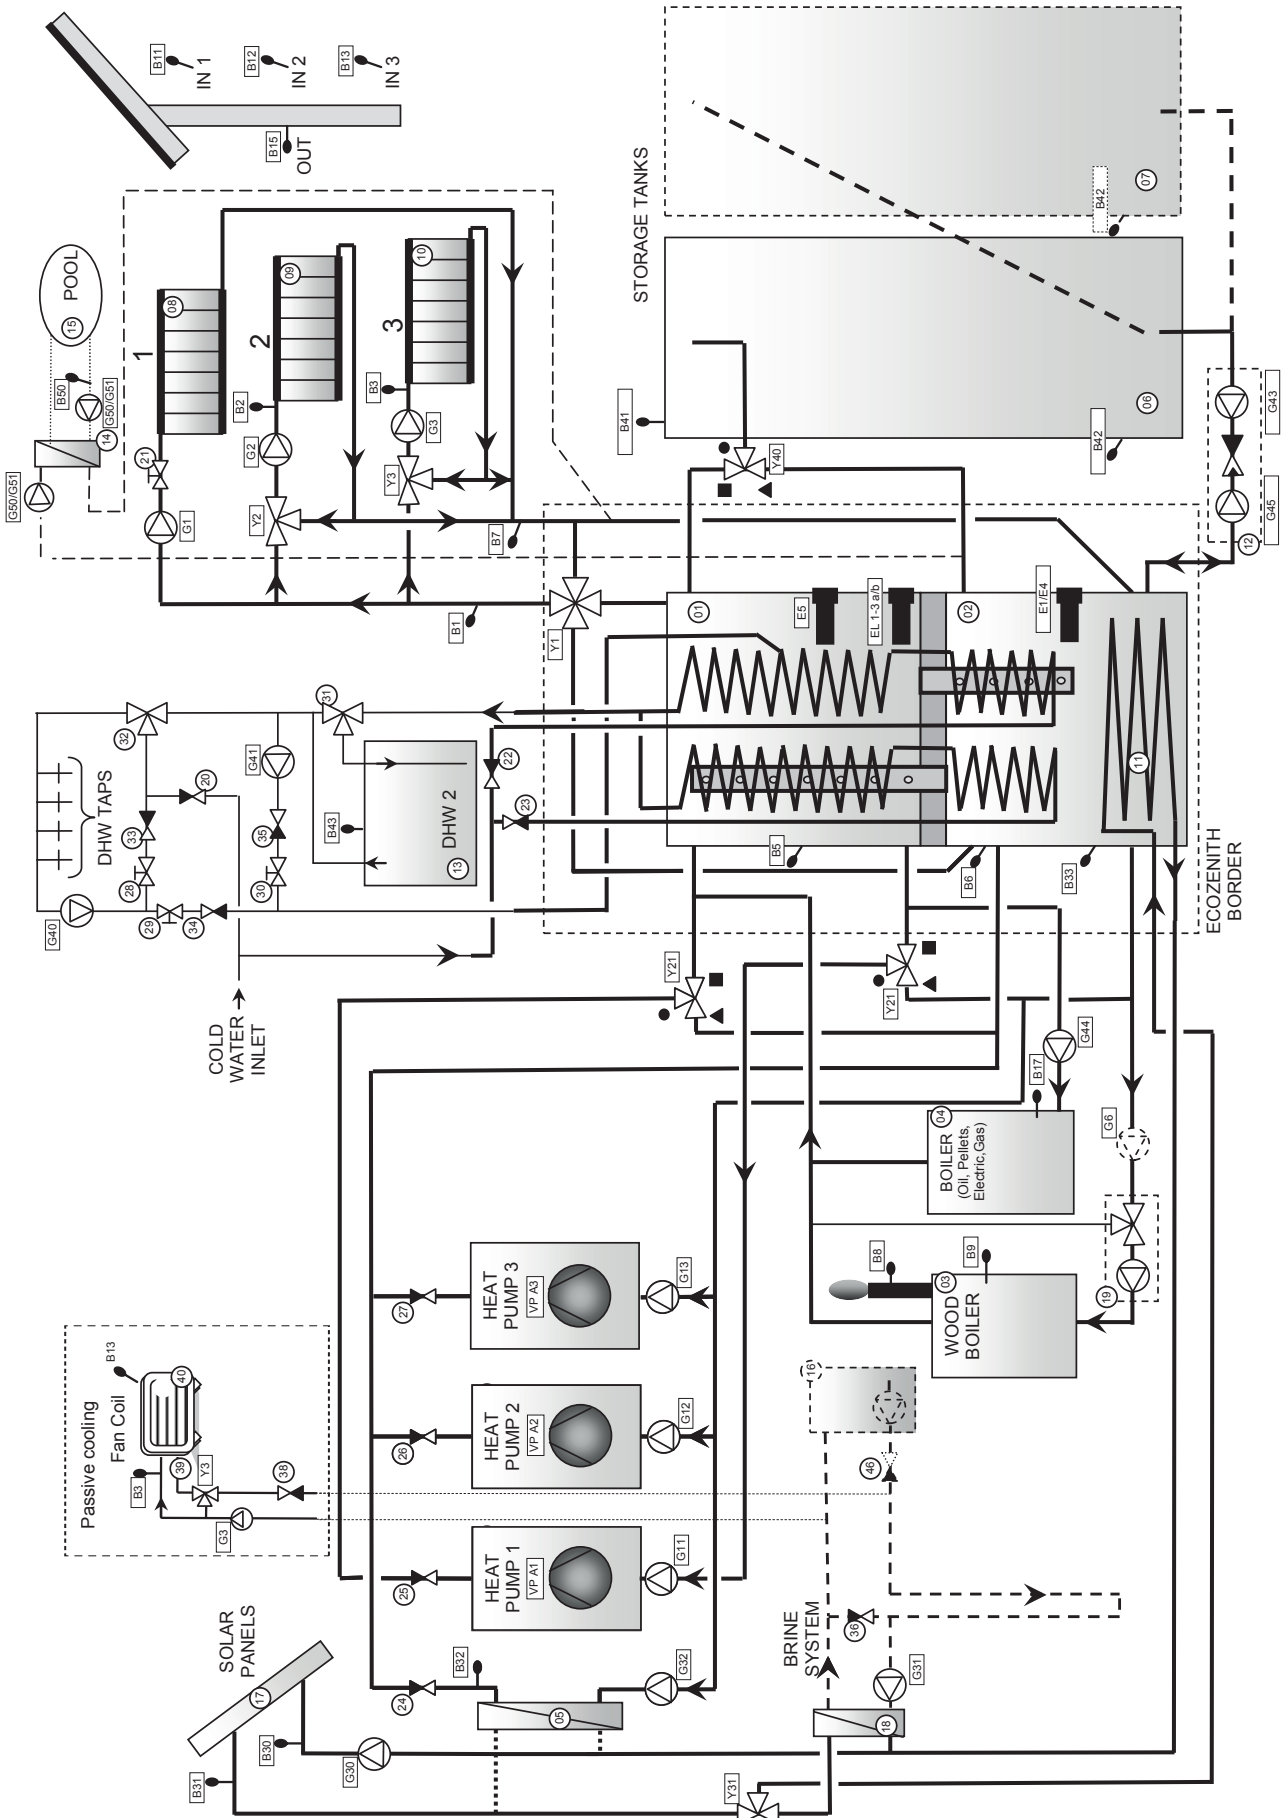 B11
IN 1
B12
IN 2
B13
IN 3
B15
OUT
POOL
15
B50
G50/G51
G50/G51
14
1
08
2
09
3
10
21
G1
B2
G2
Y2
B3
G3
Y3
B7
B1
Y1
STORAGE TANKS
07
B42
06
B42
B41
Y40
G43
G45
12
01
02
E5
EL 1-3 a/b
E1/E4
11
B5
B6
B33
ECOZENITH
BORDER
DHW TAPS
32
31
20
33
28
G41
35
30
29
34
G40
B43
DHW 2
13
22
23
COLD
WATER
INLET
Y21
Y21
G44
B17
04
BOILER
(Oil, Pellets,
Electric,Gas)
G6
B8
B9
03
WOOD
BOILER
19
HEAT
PUMP 3
VP A3
G13
27
HEAT
PUMP 2
VP A2
G12
26
HEAT
PUMP 1
VP A1
G11
25
Passive cooling
Fan Coil
B13
40
B3
39
Y3
38
G3
16
46
BRINE
SYSTEM
36
G31
18
SOLAR
PANELS
17
B31
B30
G30
24
B32
05
G32
Y31